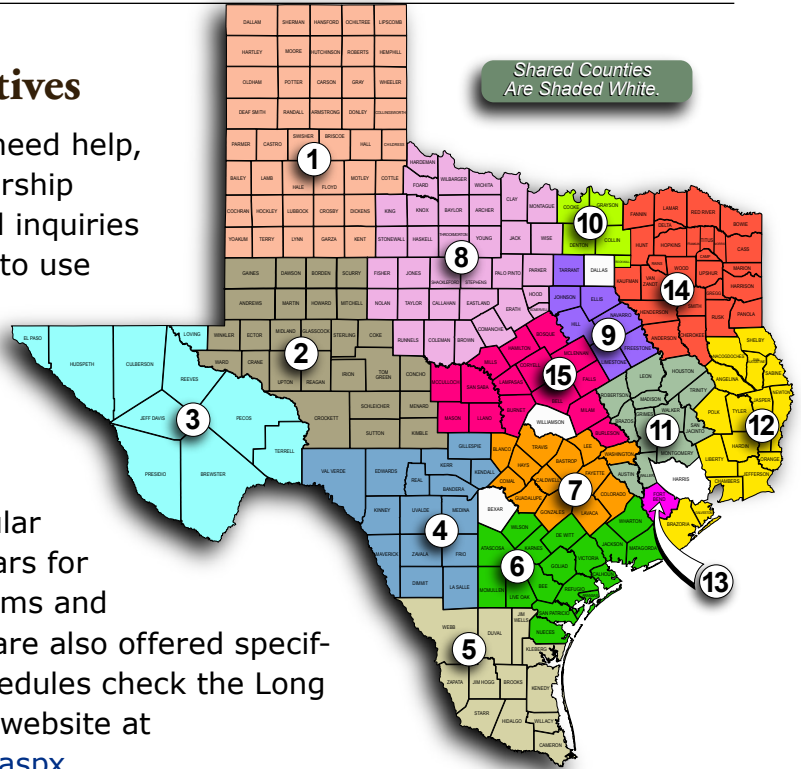 tives
need help,
ership
inquiries
to use
ular
ars for
ms and
are also offered specif-
edules check the Long
website at
aspx
Shared Counties
Are Shaded White.
DALLAM SHERMAN HANSFORD OCHILTREE LIPSCOMB
HARTLEY MOORE HUTCHINSON ROBERTS HEMPHILL
OLDHAM POTTER CARSON GRAY WHEELER
DEAF SMITH RANDALL ARMSTRONG DONLEY COLLINGSWORTH
PARMER CASTRO SWISHER BRISCOE HALL CHILDRESS
1
BAILEY LAMB HALE FLOYD MOTLEY COTTLE
COCHRAN HOCKLEY LUBBOCK CROSBY DICKENS
YOAKUM TERRY LYNN GARZA KENT
HARDEMAN
FOARD WILBARGER WICHITA
CLAY MONTAGUE
KING KNOX BAYLOR ARCHER
STONEWALL HASKELL THROCKMORTON YOUNG JACK WISE
8
FISHER JONES SHACKELFORD STEPHENS PALO PINTO PARKER
NOLAN TAYLOR CALLAHAN EASTLAND HOOD
ERATH
RUNNELS COLEMAN BROWN COMANCHE
COOKE GRAYSON
10
DENTON COLLIN
FANNIN LAMAR RED RIVER BOWIE
DELTA TITUS
HUNT HOPKINS CAMP CASS
RAINS WOOD UPSHUR MARION
KAUFMAN VAN ZANDT HARRISON
14
GREGG
HENDERSON SMITH RUSK PANOLA
ANDERSON CHEROKEE
TARRANT DALLAS
JOHNSON ELLIS
HILL NAVARRO
9
FREESTONE
LIMESTONE
GAINES DAWSON BORDEN SCURRY
ANDREWS MARTIN HOWARD MITCHELL
LOVING WINKLER ECTOR MIDLAND GLASSCOCK STERLING COKE
2
WARD CRANE UPTON REAGAN IRION TOM GREEN CONCHO
CROCKETT SCHLEICHER MENARD
SUTTON KIMBLE
EL PASO HUDSPETH CULBERSON REEVES
JEFF DAVIS PECOS
3
TERRELL
PRESIDIO BREWSTER
BOSQUE
HAMILTON MCLENNAN
MILLS CORYELL
15
FALLS
MCCULLOCH SAN SABA LAMPASAS BELL
MASON LLANO BURNET MILAM
WILLIAMSON
BURLESON
LEON HOUSTON
ROBERTSON MADISON TRINITY
BRAZOS GRIMES WALKER
11
SAN JACINTO
MONTGOMERY
AUSTIN WALLER
HARRIS
FORT BEND
13
SHELBY
NACOGDOCHES
SABINE
ANGELINA
NEWTON
JASPER
POLK TYLER
12
HARDIN
LIBERTY ORANGE
JEFFERSON
CHAMBERS
BRAZORIA
GILLESPIE
VAL VERDE EDWARDS KERR KENDALL
REAL BANDERA
KINNEY UVALDE MEDINA
4
MAVERICK ZAVALA FRIO
DIMMIT LA SALLE
BEXAR
BLANCO TRAVIS LEE
HAYS BASTROP WASHINGTON
COMAL CALDWELL FAYETTE
7
GUADALUPE COLORADO
GONZALES LAVACA
WILSON WHARTON
ATASCOSA KARNES DE WITT JACKSON MATAGORDA
6
GOLIAD VICTORIA
BEE CALHOUN
MCMULLEN LIVE OAK REFUGIO
SAN PATRICIO
NUECES
WEBB DUVAL JIM WELLS
5
KLEBERG
ZAPATA JIM HOGG BROOKS KENEDY
STARR HIDALGO WILLACY
CAMERON